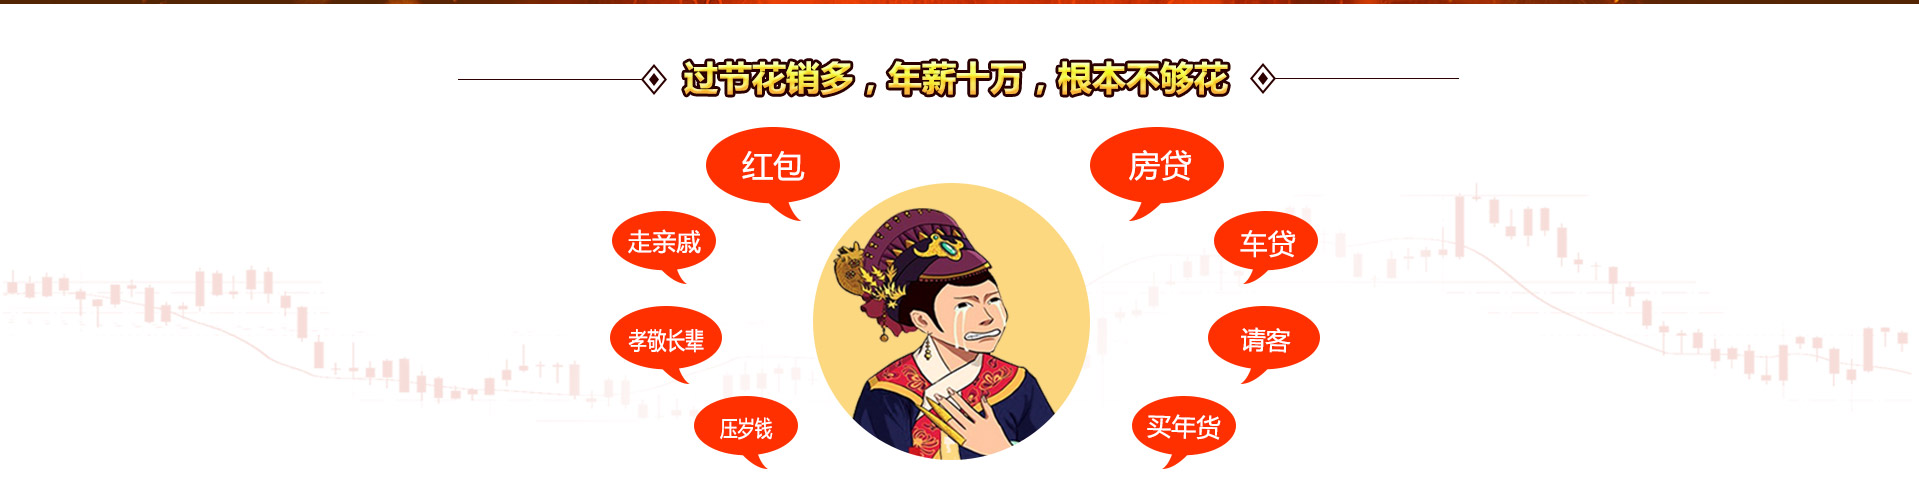 过节花销多，年薪十万，根本不够花
红包
房贷
走亲戚
车贷
孝敬长辈
请客
压岁钱
买年货